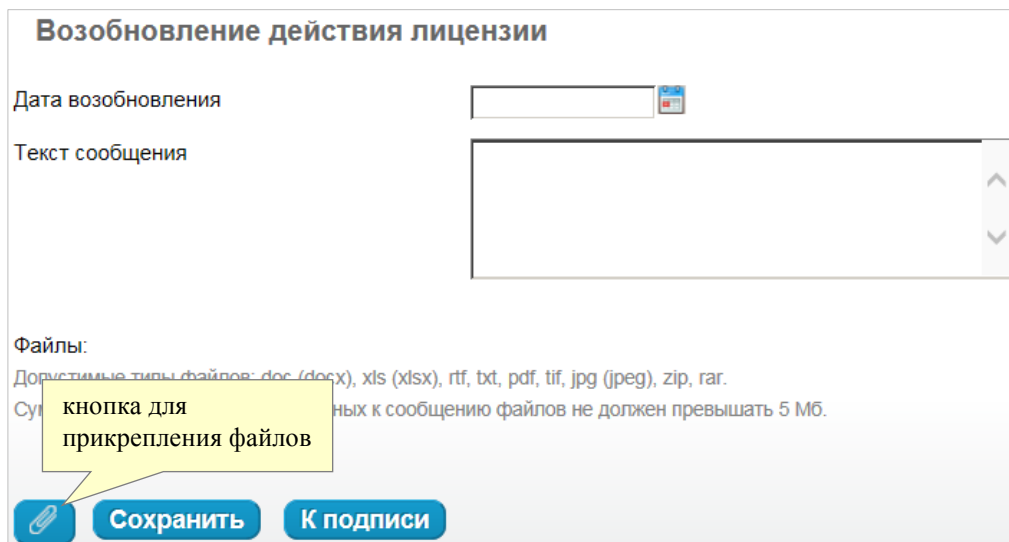 Возобновление действия лицензии
Дата возобновления
Текст сообщения
Файлы:
Допустимые типы файлов: doc (docx), xls (xlsx), rtf, txt, pdf, tif, jpg (jpeg), zip, rar.
к сообщению файлов не должен превышать 5 Мб.
кнопка для
прикрепления файлов
Сохранить
К подписи